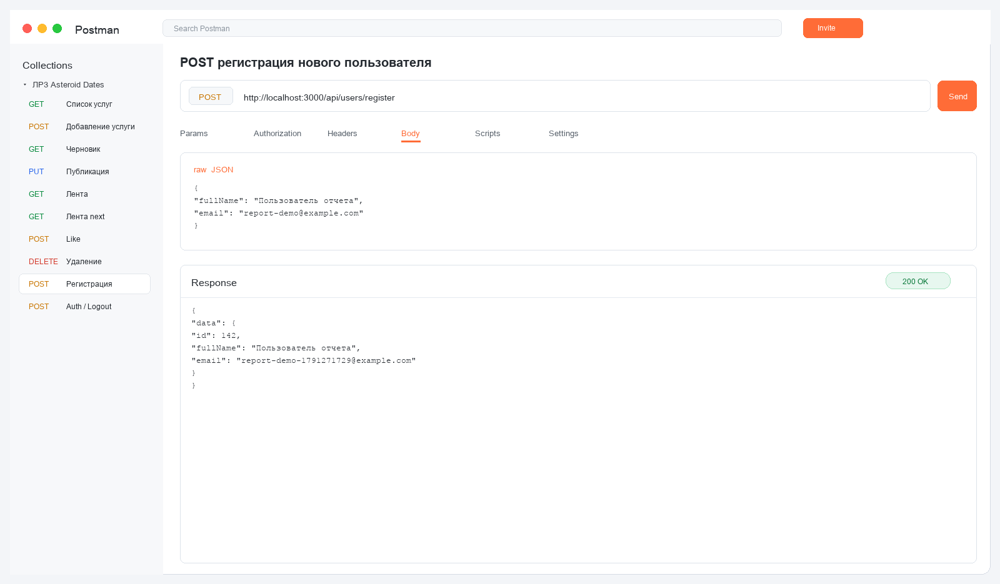 Postman
Search Postman
Invite
Collections
ЛР3 Asteroid Dates
GET Список услуг
POST Добавление услуги
GET Черновик
PUT Публикация
GET Лента
GET Лента next
POST Like
DELETE Удаление
POST Регистрация
POST Auth / Logout
POST регистрация нового пользователя
POST http://localhost:3000/api/users/register
Send
Params Authorization Headers Body Scripts Settings
raw JSON
{
"fullName": "Пользователь отчета",
"email": "report-demo@example.com"
}
Response
200 OK
{
"data": {
"id": 142,
"fullName": "Пользователь отчета",
"email": "report-demo-1791271729@example.com"
}
}